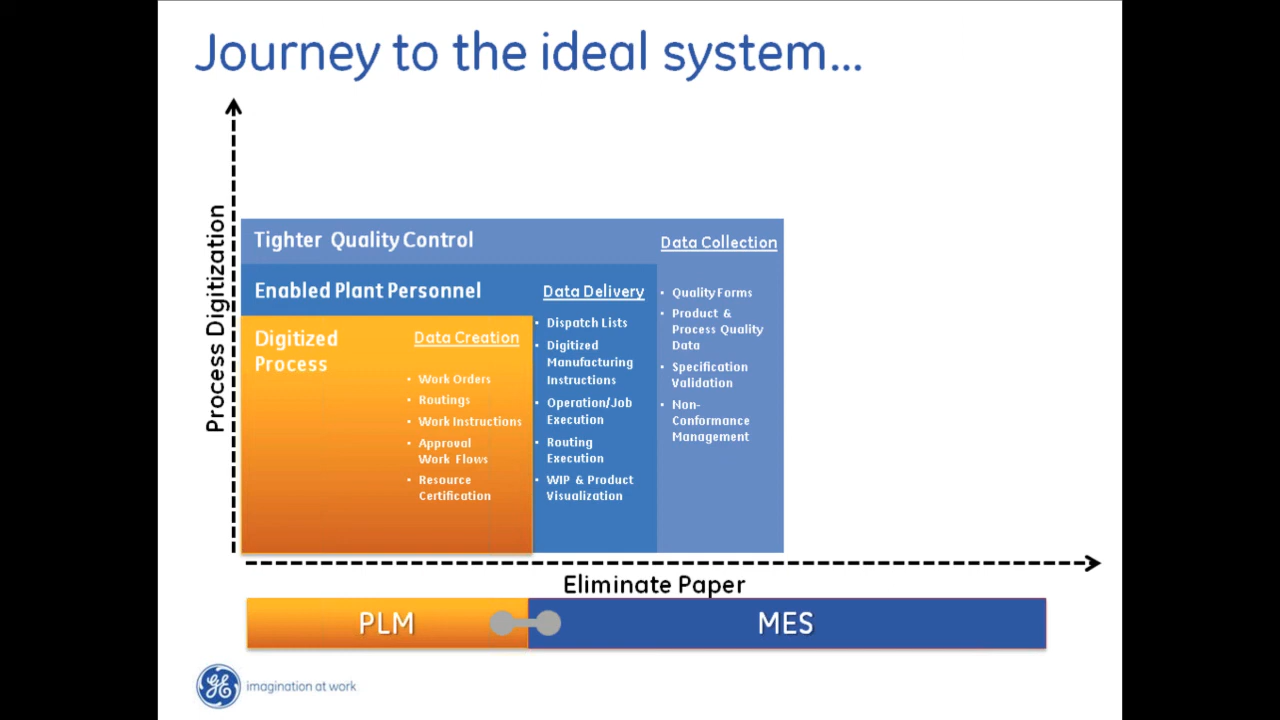 Journey to the ideal system...
Process Digitization
Tighter Quality Control
Data Collection
• Quality Forms
• Product &
Process Quality
Data
• Specification
Validation
• Non-
Conformance
Management
Enabled Plant Personnel
Data Delivery
• Dispatch Lists
• Digitized
Manufacturing
Instructions
• Operation/Job
Execution
• Routing
Execution
• WIP & Product
Visualization
Digitized
Process
Data Creation
• Work Orders
• Routings
• Work Instructions
• Approval
Work Flows
• Resource
Certification
Eliminate Paper
PLM
MES
GE
imagination at work